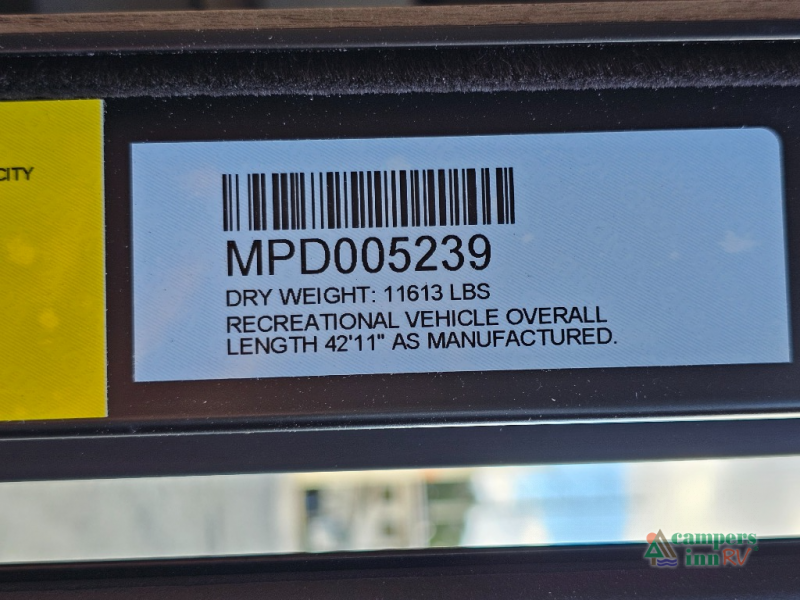 CITY
MPD005239
DRY WEIGHT: 11613 LBS
RECREATIONAL VEHICLE OVERALL
LENGTH 42'11" AS MANUFACTURED.
campers
inn RV